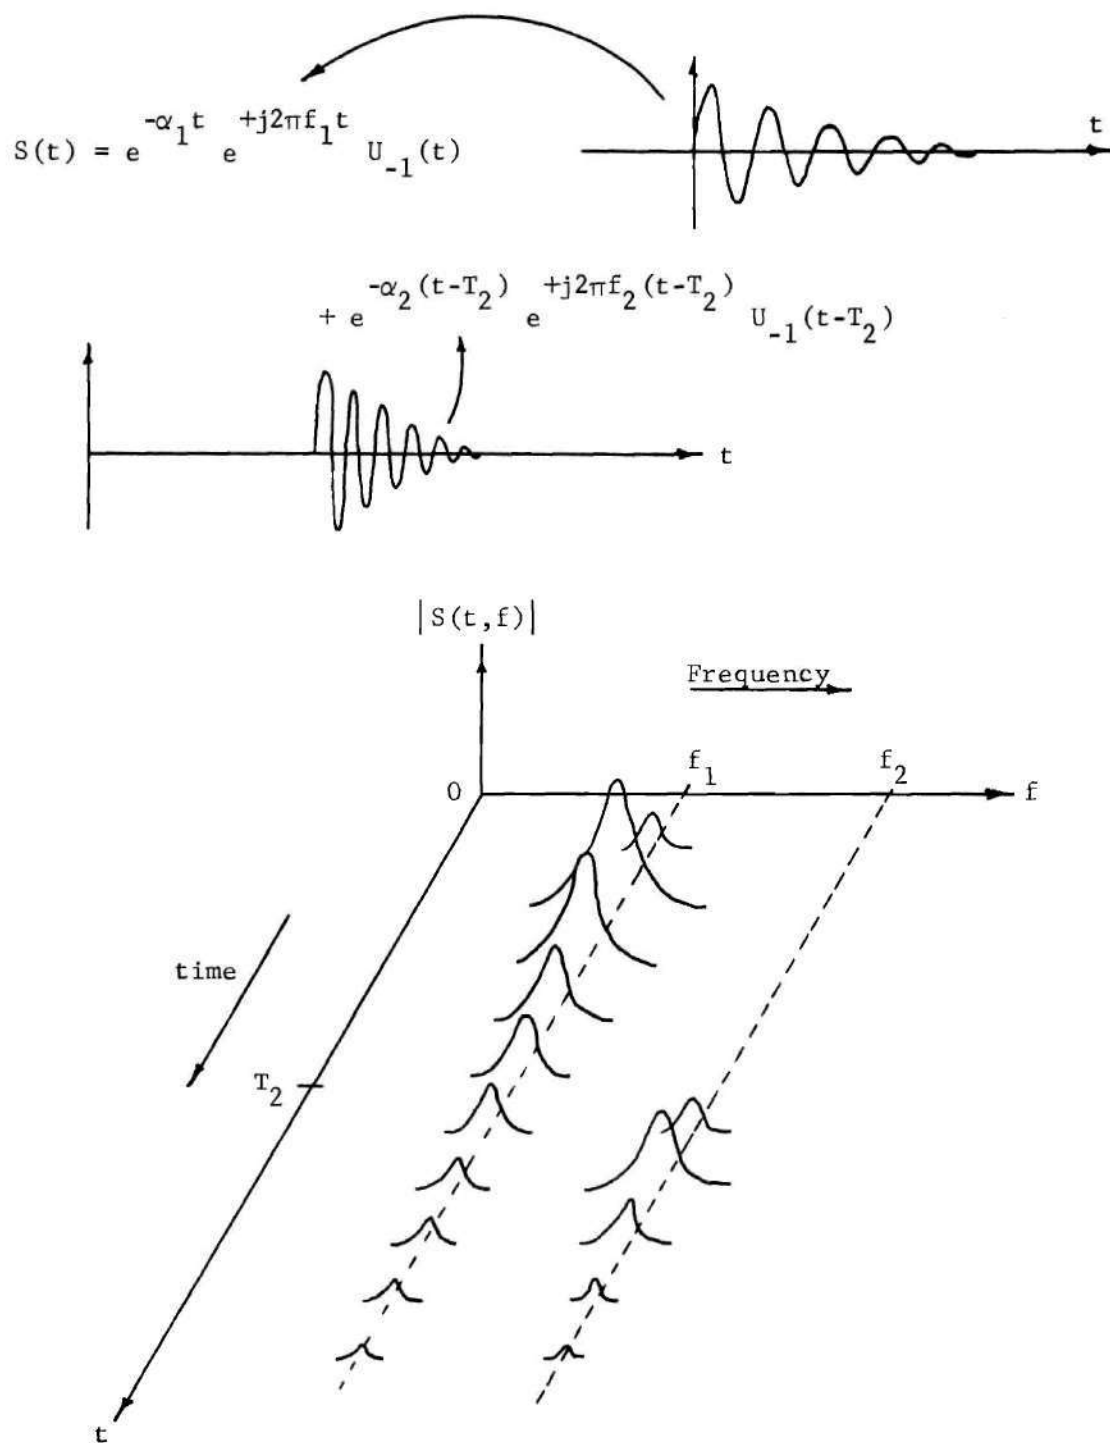 S(t) = e^{-α_1 t} e^{+j2πf_1 t} U_{-1}(t)
t
+ e^{-α_2(t-T_2)} e^{+j2πf_2(t-T_2)} U_{-1}(t-T_2)
t
|S(t,f)|
Frequency
f_1
f_2
0
f
time
T_2
t